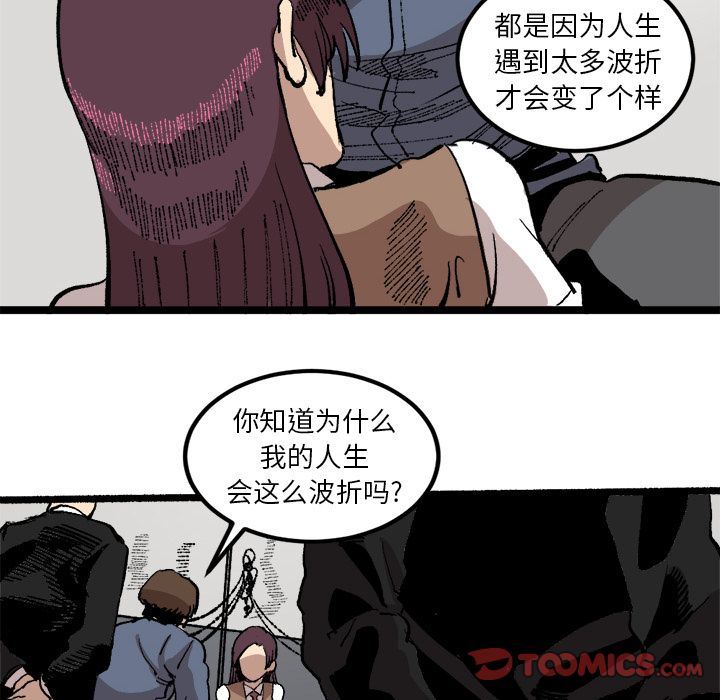 都是因为人生
遇到太多波折
才会变了个样
你知道为什么
我的人生
会这么波折吗?
TOOMICS.COM